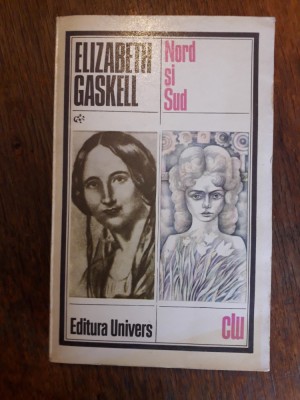 ELIZABETH
GASKELL
Nord
și
Sud
Editura Univers
clu